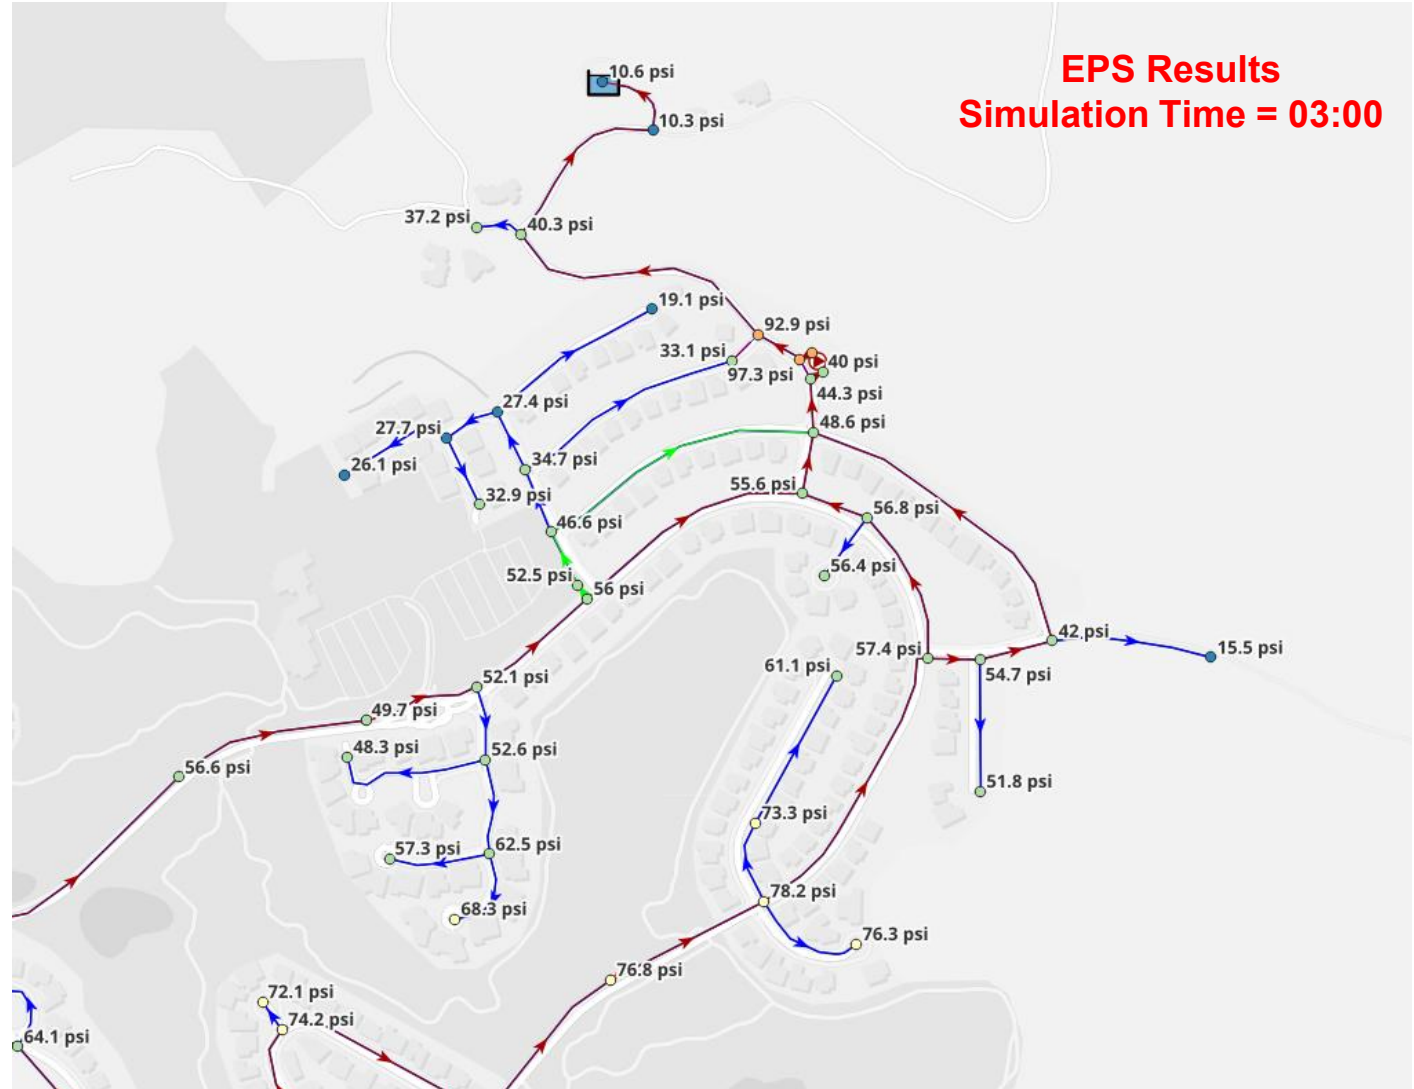 EPS Results
Simulation Time = 03:00
10.6 psi
10.3 psi
37.2 psi
40.3 psi
19.1 psi
92.9 psi
33.1 psi
97.3 psi
40 psi
44.3 psi
27.4 psi
27.7 psi
48.6 psi
26.1 psi
34.7 psi
32.9 psi
55.6 psi
46.6 psi
56.8 psi
52.5 psi
56 psi
56.4 psi
42 psi
57.4 psi
54.7 psi
15.5 psi
61.1 psi
52.1 psi
49.7 psi
48.3 psi
52.6 psi
56.6 psi
51.8 psi
73.3 psi
57.3 psi
62.5 psi
78.2 psi
68.3 psi
76.3 psi
76.8 psi
72.1 psi
74.2 psi
64.1 psi